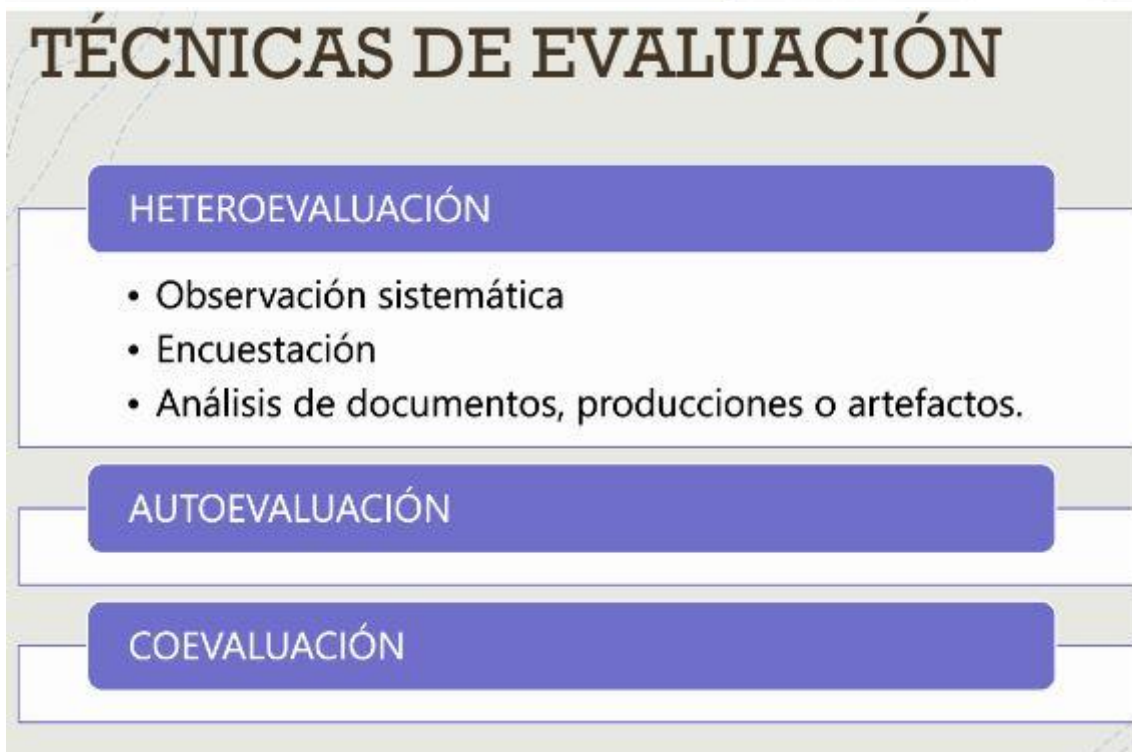 TÉCNICAS DE EVALUACIÓN
HETEROEVALUACIÓN
• Observación sistemática
• Encuestación
• Análisis de documentos, producciones o artefactos.
AUTOEVALUACIÓN
COEVALUACIÓN